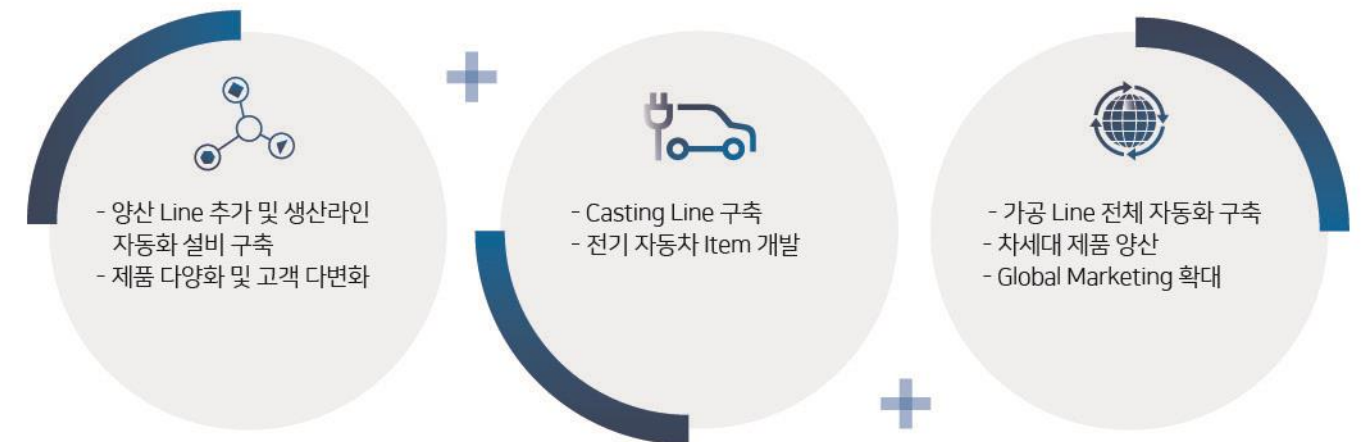 - 양산 Line 추가 및 생산라인
자동화 설비 구축
- 제품 다양화 및 고객 다변화
- Casting Line 구축
- 전기 자동차 Item 개발
- 가공 Line 전체 자동화 구축
- 차세대 제품 양산
- Global Marketing 확대